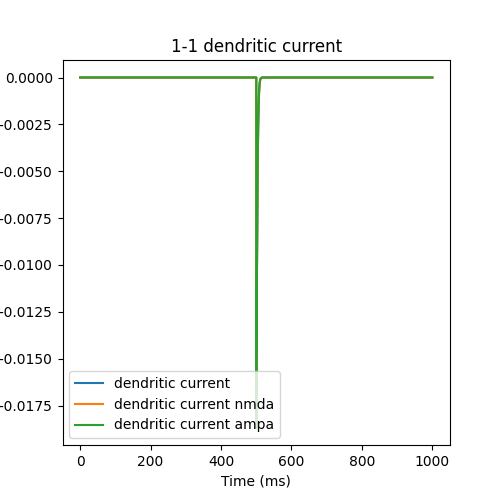 1-1 dendritic current
0.0000
-0.0025
-0.0050
-0.0075
-0.0100
-0.0125
-0.0150
-0.0175
dendritic current
dendritic current nmda
dendritic current ampa
0 200 400 600 800 1000
Time (ms)